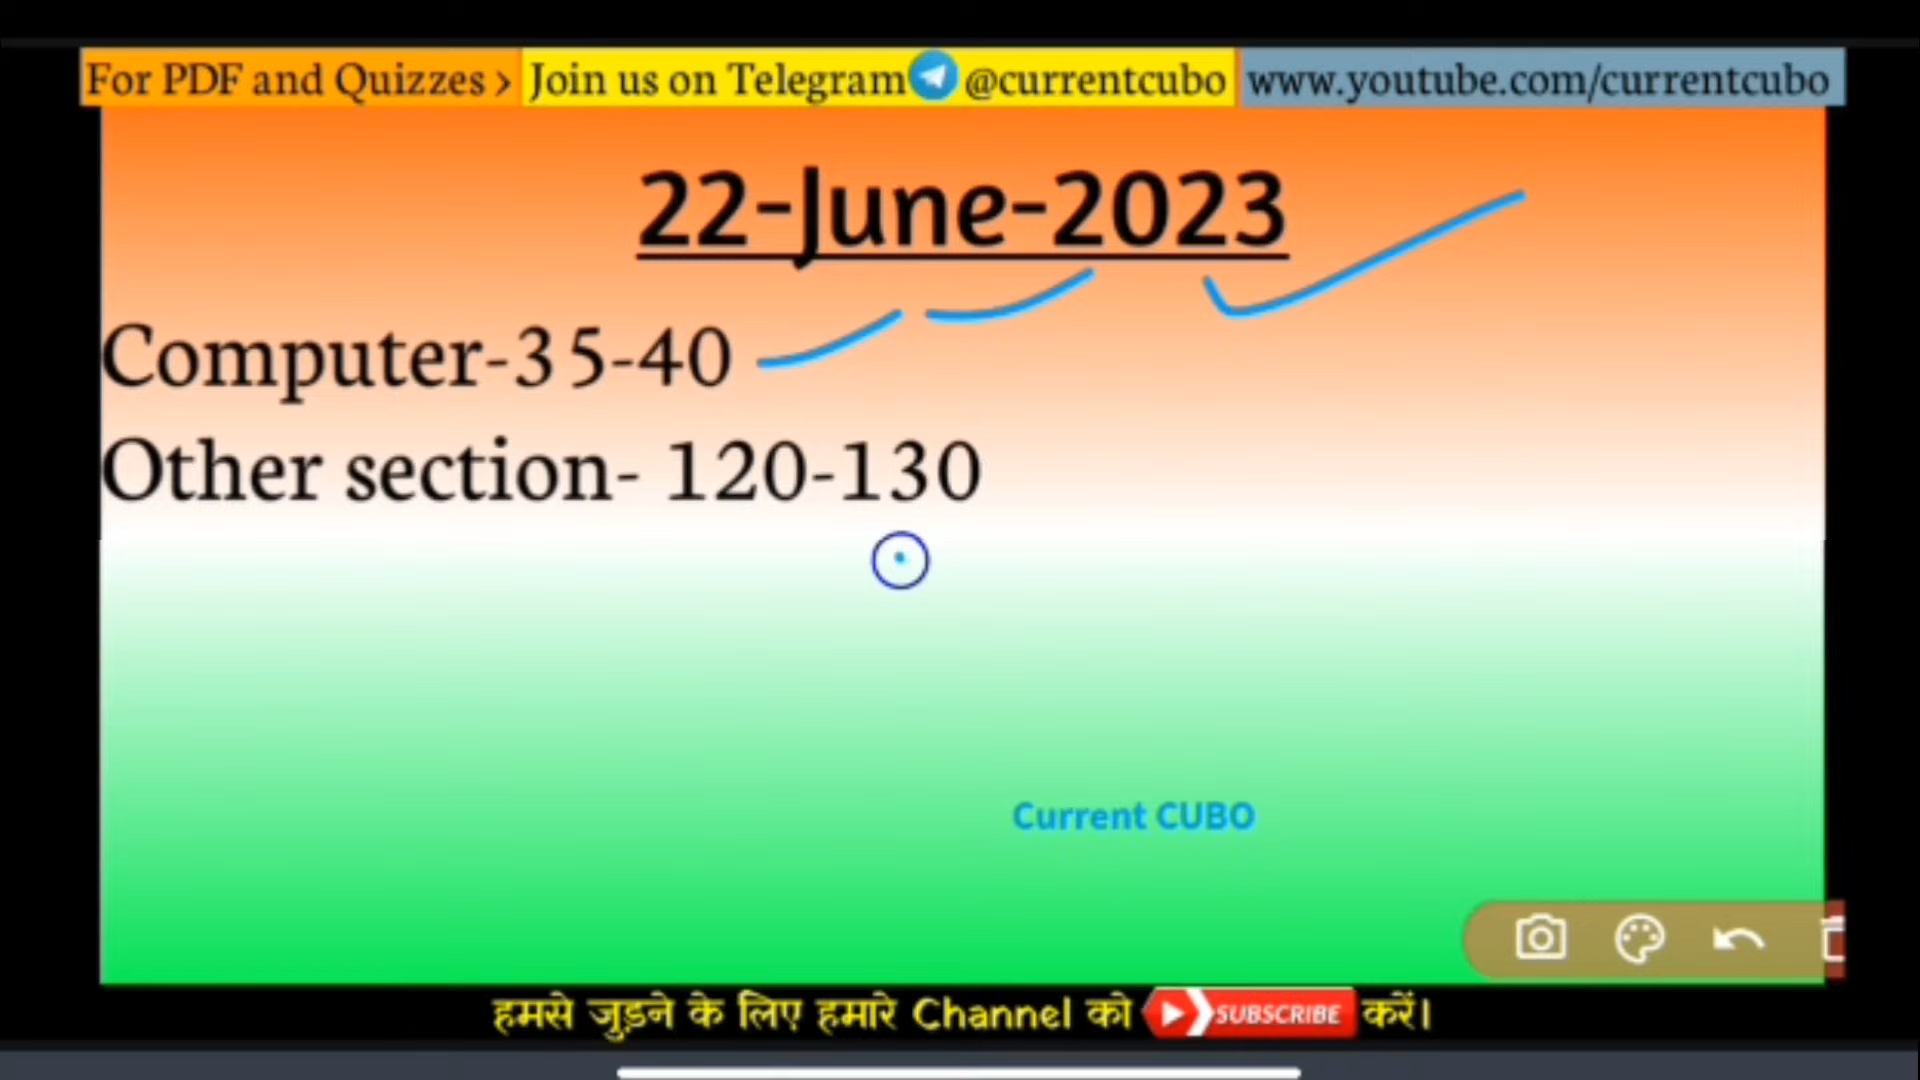 For PDF and Quizzes > Join us on Telegram @currentcubo www.youtube.com/currentcubo
22-June-2023
Computer-35-40
Other section- 120-130
Current CUBO
हमसे जुड़ने के लिए हमारे Channel को SUBSCRIBE करें।